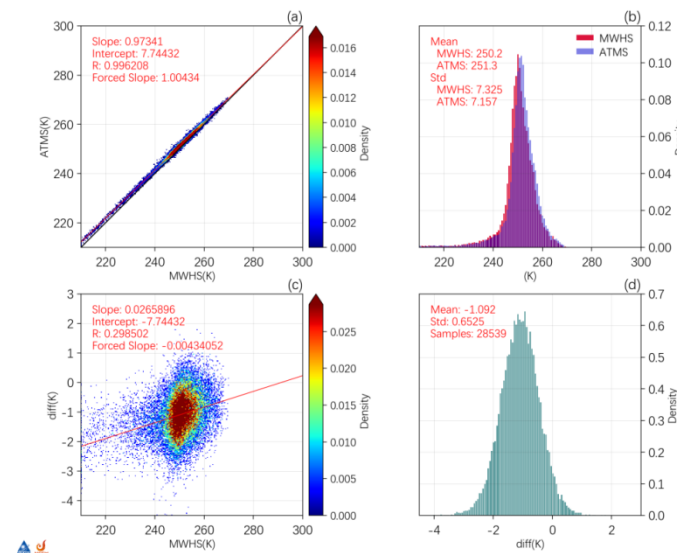 (a)
Slope: 0.97341
Intercept: 7.74432
R: 0.996208
Forced Slope: 1.00434
300
280
260
240
220
ATMS(K)
220 240 260 280 300
MWHS(K)
0.016
0.014
0.012
0.010
0.008
0.006
0.004
0.002
0.000
Density
(b)
Mean
MWHS: 250.2
ATMS: 251.3
Std
MWHS: 7.325
ATMS: 7.157
MWHS
ATMS
0.12
0.10
0.08
0.06
0.04
0.02
0.00
Density
220 240 260 280 300
(K)
(c)
Slope: 0.0265896
Intercept: -7.74432
R: 0.298502
Forced Slope: -0.00434052
3
2
1
0
-1
-2
-3
-4
diff(K)
220 240 260 280 300
MWHS(K)
0.025
0.020
0.015
0.010
0.005
0.000
Density
(d)
Mean: -1.092
Std: 0.6525
Samples: 28539
0.7
0.6
0.5
0.4
0.3
0.2
0.1
0.0
Density
-4 -2 0 2
diff(K)